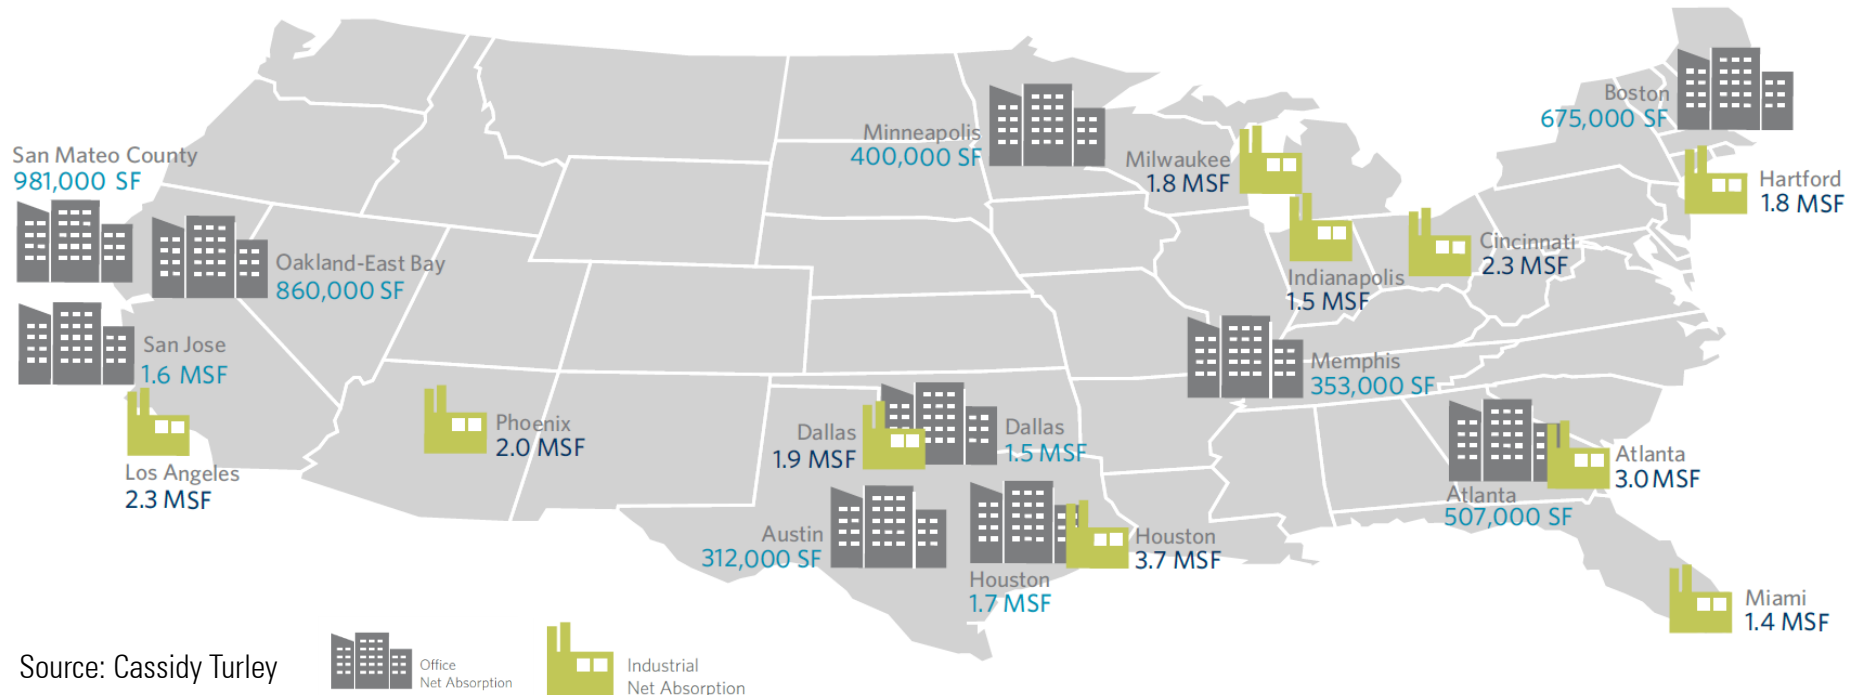 Boston
675,000 SF
Minneapolis
400,000 SF
San Mateo County
981,000 SF
Milwaukee
1.8 MSF
Hartford
1.8 MSF
Oakland-East Bay
860,000 SF
Cincinnati
2.3 MSF
Indianapolis
1.5 MSF
San Jose
1.6 MSF
Memphis
353,000 SF
Phoenix
2.0 MSF
Dallas
1.9 MSF
Dallas
1.5 MSF
Los Angeles
2.3 MSF
Atlanta
3.0 MSF
Atlanta
507,000 SF
Austin
312,000 SF
Houston
3.7 MSF
Houston
1.7 MSF
Miami
1.4 MSF
Source: Cassidy Turley
Office
Net Absorption
Industrial
Net Absorption